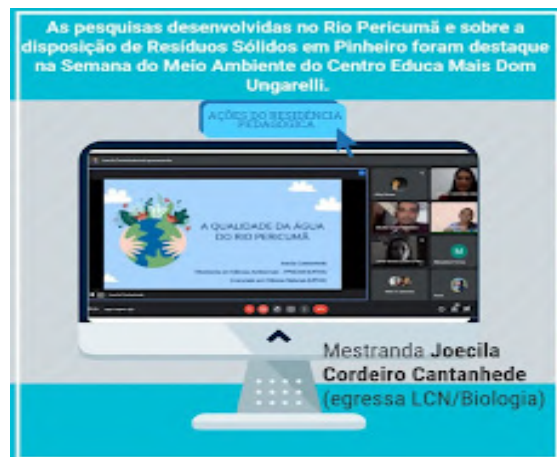 As pesquisas desenvolvidas no Rio Pericumã e sobre a
disposição de Resíduos Sólidos em Pinheiro foram destaque
na Semana do Meio Ambiente do Centro Educa Mais Dom
Ungarelli.
AÇÕES DO RESIDÊNCIA
PEDAGÓGICA
A QUALIDADE DA ÁGUA
DO RIO PERICUMÃ
M
Mestranda Joecila
Cordeiro Cantanhede
(egressa LCN/Biologia)